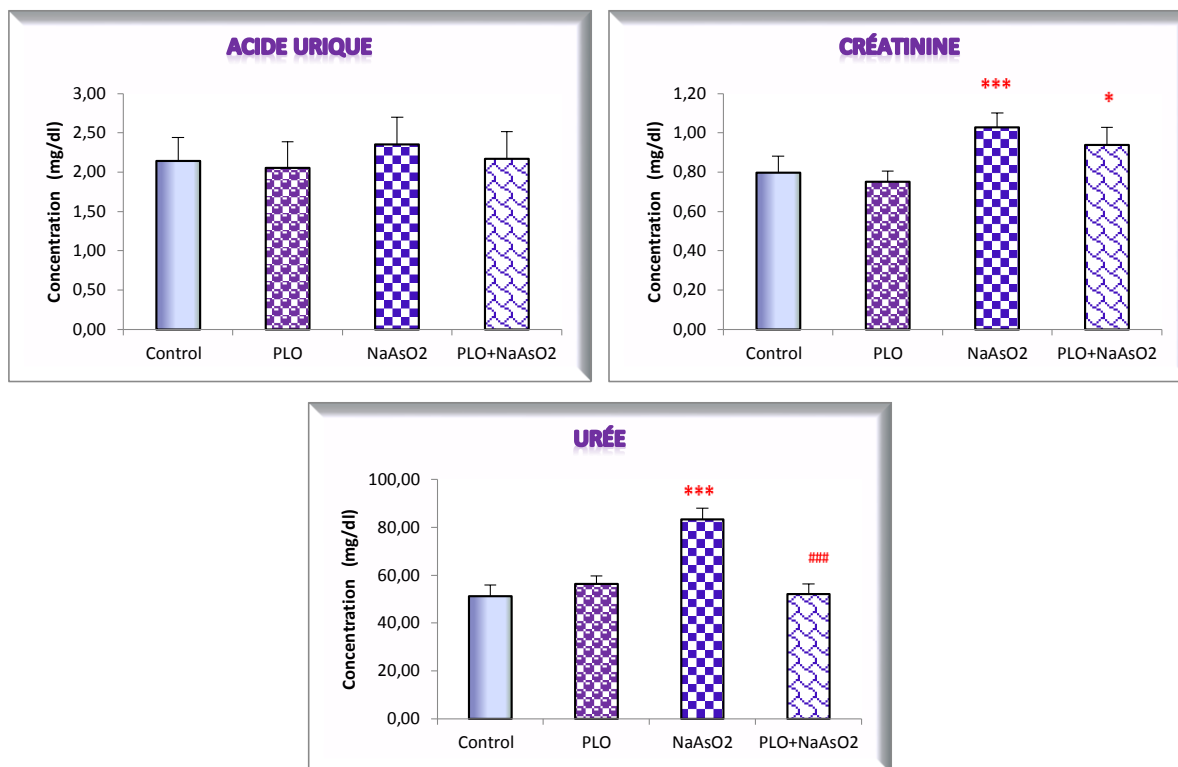 ACIDE URIQUE
Concentration (mg/dl)
3,00
2,50
2,00
1,50
1,00
0,50
0,00
Control PLO NaAsO2 PLO+NaAsO2
CRÉATININE
Concentration (mg/dl)
1,20
1,00
0,80
0,60
0,40
0,20
0,00
***
*
Control PLO NaAsO2 PLO+NaAsO2
URÉE
Concentration (mg/dl)
100,00
80,00
60,00
40,00
20,00
0,00
***
###
Control PLO NaAsO2 PLO+NaAsO2